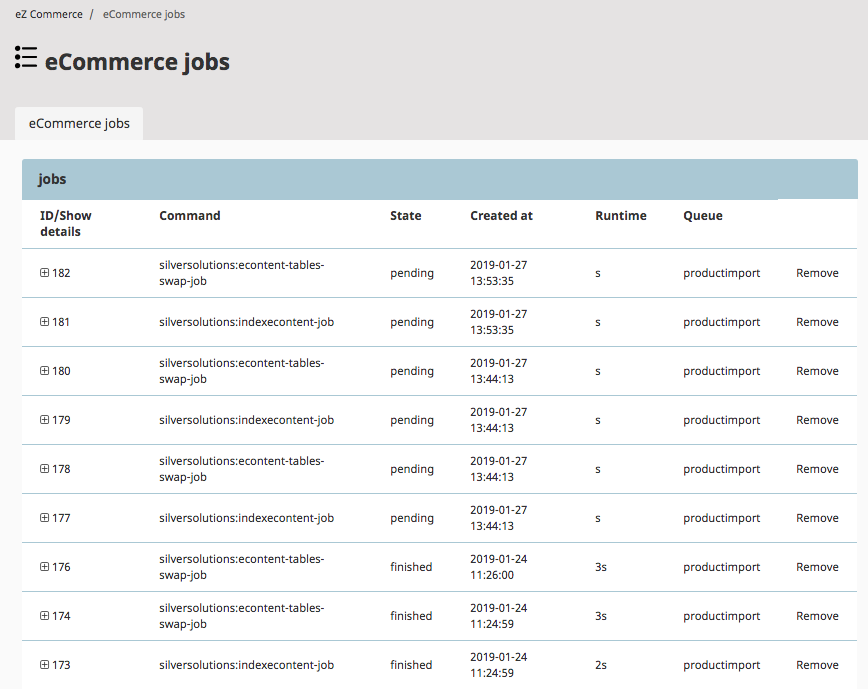 eZ Commerce / eCommerce jobs
eCommerce jobs
eCommerce jobs
jobs
ID/Show details Command State Created at Runtime Queue
182 silversolutions:econtent-tables-swap-job pending 2019-01-27 13:53:35 s productimport Remove
181 silversolutions:indexecontent-job pending 2019-01-27 13:53:35 s productimport Remove
180 silversolutions:econtent-tables-swap-job pending 2019-01-27 13:44:13 s productimport Remove
179 silversolutions:indexecontent-job pending 2019-01-27 13:44:13 s productimport Remove
178 silversolutions:econtent-tables-swap-job pending 2019-01-27 13:44:13 s productimport Remove
177 silversolutions:indexecontent-job pending 2019-01-27 13:44:13 s productimport Remove
176 silversolutions:econtent-tables-swap-job finished 2019-01-24 11:26:00 3s productimport Remove
174 silversolutions:econtent-tables-swap-job finished 2019-01-24 11:24:59 3s productimport Remove
173 silversolutions:indexecontent-job finished 2019-01-24 11:24:59 2s productimport Remove